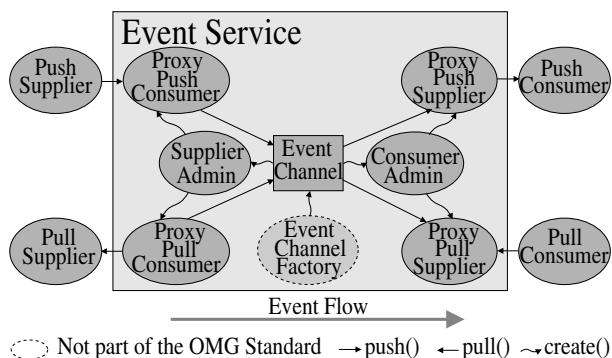 Event Service
Push
Supplier
Proxy
Push
Consumer
Proxy
Push
Supplier
Push
Consumer
Supplier
Admin
Event
Channel
Consumer
Admin
Pull
Supplier
Proxy
Pull
Consumer
Event
Channel
Factory
Proxy
Pull
Supplier
Pull
Consumer
Event Flow
Not part of the OMG Standard push() pull() create()